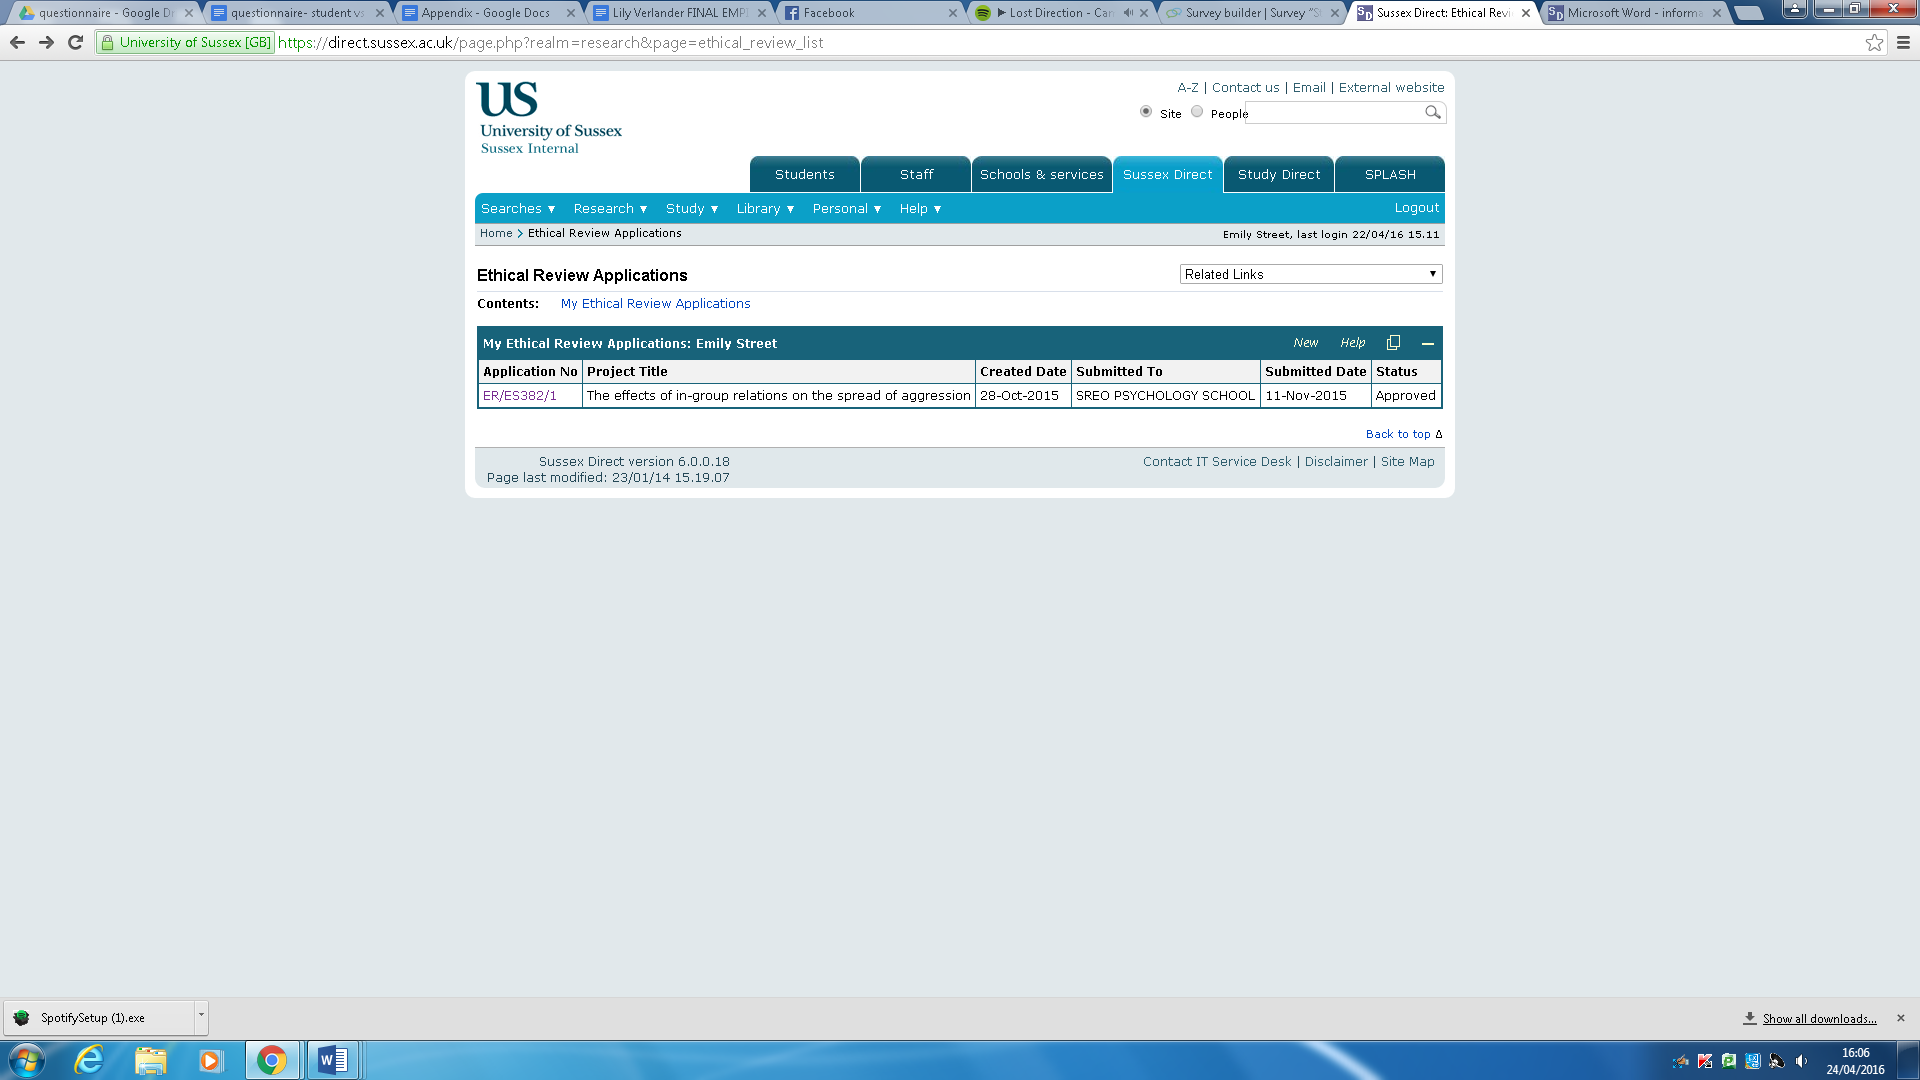 questionnaire - Google Dr
questionnaire- student vs
Appendix - Google Docs
Lily Verlander FINAL EMPI
Facebook
▶ Lost Direction - Car
Survey builder | Survey "S
Sussex Direct: Ethical Revi
Microsoft Word - informa
University of Sussex [GB] https://direct.sussex.ac.uk/page.php?realm=research&page=ethical_review_list
US
University of Sussex
Sussex Internal
A-Z | Contact us | Email | External website
Site People
Students Staff Schools & services Sussex Direct Study Direct SPLASH
Searches ▼ Research ▼ Study ▼ Library ▼ Personal ▼ Help ▼ Logout
Home > Ethical Review Applications Emily Street, last login 22/04/16 15.11
Ethical Review Applications Related Links
Contents: My Ethical Review Applications
My Ethical Review Applications: Emily Street New Help
Application No Project Title Created Date Submitted To Submitted Date Status
ER/ES382/1 The effects of in-group relations on the spread of aggression 28-Oct-2015 SREO PSYCHOLOGY SCHOOL 11-Nov-2015 Approved
Back to top Δ
Sussex Direct version 6.0.0.18 Contact IT Service Desk | Disclaimer | Site Map
Page last modified: 23/01/14 15.19.07
SpotifySetup (1).exe Show all downloads...
16:06
24/04/2016